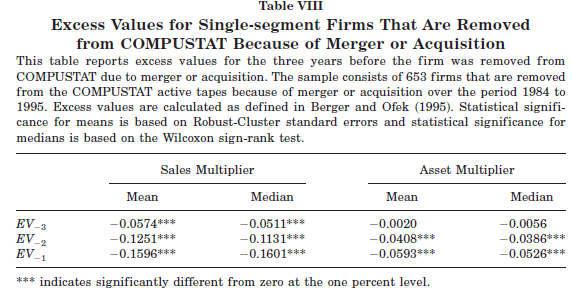 Table VIII
Excess Values for Single-segment Firms That Are Removed
from COMPUSTAT Because of Merger or Acquisition
This table reports excess values for the three years before the firm was removed from
COMPUSTAT due to merger or acquisition. The sample consists of 653 firms that are removed
from the COMPUSTAT active tapes because of merger or acquisition over the period 1984 to
1995. Excess values are calculated as defined in Berger and Ofek (1995). Statistical signifi-
cance for means is based on Robust-Cluster standard errors and statistical significance for
medians is based on the Wilcoxon sign-rank test.
Sales Multiplier Asset Multiplier
Mean Median Mean Median
EV−3 −0.0574*** −0.0511*** −0.0020 −0.0056
EV−2 −0.1251*** −0.1131*** −0.0408*** −0.0386***
EV−1 −0.1596*** −0.1601*** −0.0593*** −0.0526***
*** indicates significantly different from zero at the one percent level.